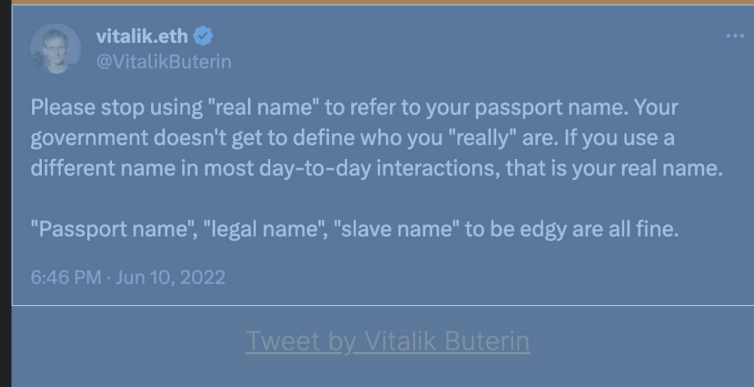 vitalik.eth
@VitalikButerin
Please stop using "real name" to refer to your passport name. Your
government doesn't get to define who you "really" are. If you use a
different name in most day-to-day interactions, that is your real name.
"Passport name", "legal name", "slave name" to be edgy are all fine.
6:46 PM · Jun 10, 2022
Tweet by Vitalik Buterin